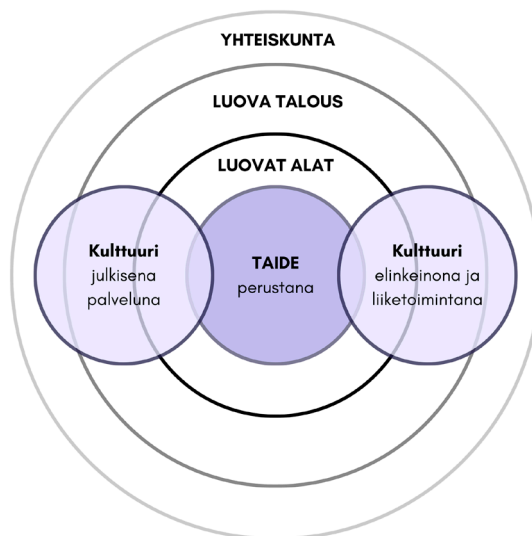 YHTEISKUNTA
LUOVA TALOUS
LUOVAT ALAT
Kulttuuri
julkisena
palveluna
TAIDE
perustana
Kulttuuri
elinkeinona ja
liiketoimintana